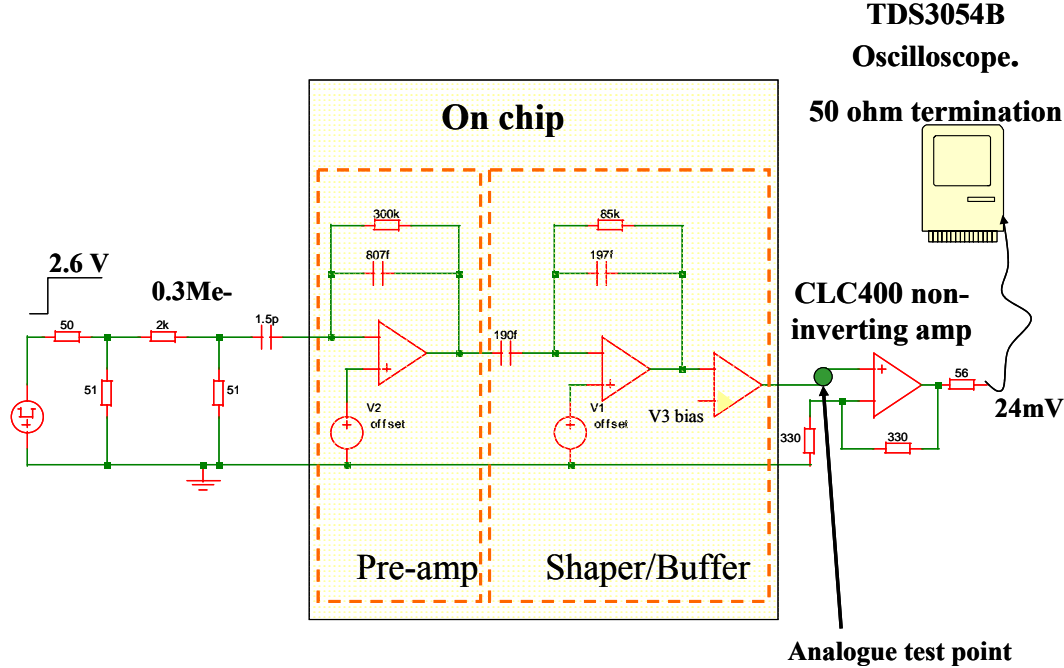 TDS3054B
Oscilloscope.
50 ohm termination
On chip
300k
85k
807f
197f
2.6 V
0.3Me-
CLC400 non-
inverting amp
50
2k
1.5p
190f
51
51
56
24mV
V2
offset
V1
offset
V3 bias
330
330
Pre-amp
Shaper/Buffer
Analogue test point